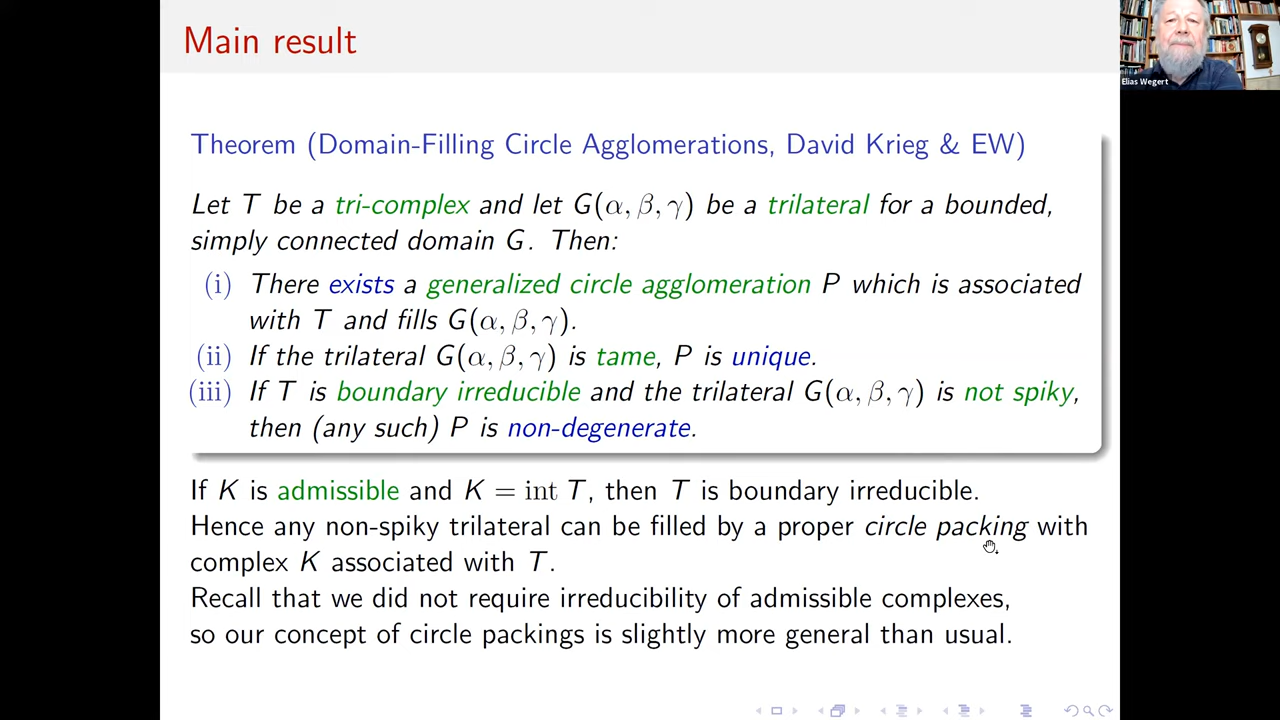 Main result
Elias Wegert
Theorem (Domain-Filling Circle Agglomerations, David Krieg & EW)
Let T be a tri-complex and let G(α, β, γ) be a trilateral for a bounded,
simply connected domain G. Then:
(i) There exists a generalized circle agglomeration P which is associated
with T and fills G(α, β, γ).
(ii) If the trilateral G(α, β, γ) is tame, P is unique.
(iii) If T is boundary irreducible and the trilateral G(α, β, γ) is not spiky,
then (any such) P is non-degenerate.
If K is admissible and K = int T, then T is boundary irreducible.
Hence any non-spiky trilateral can be filled by a proper circle packing with
complex K associated with T.
Recall that we did not require irreducibility of admissible complexes,
so our concept of circle packings is slightly more general than usual.